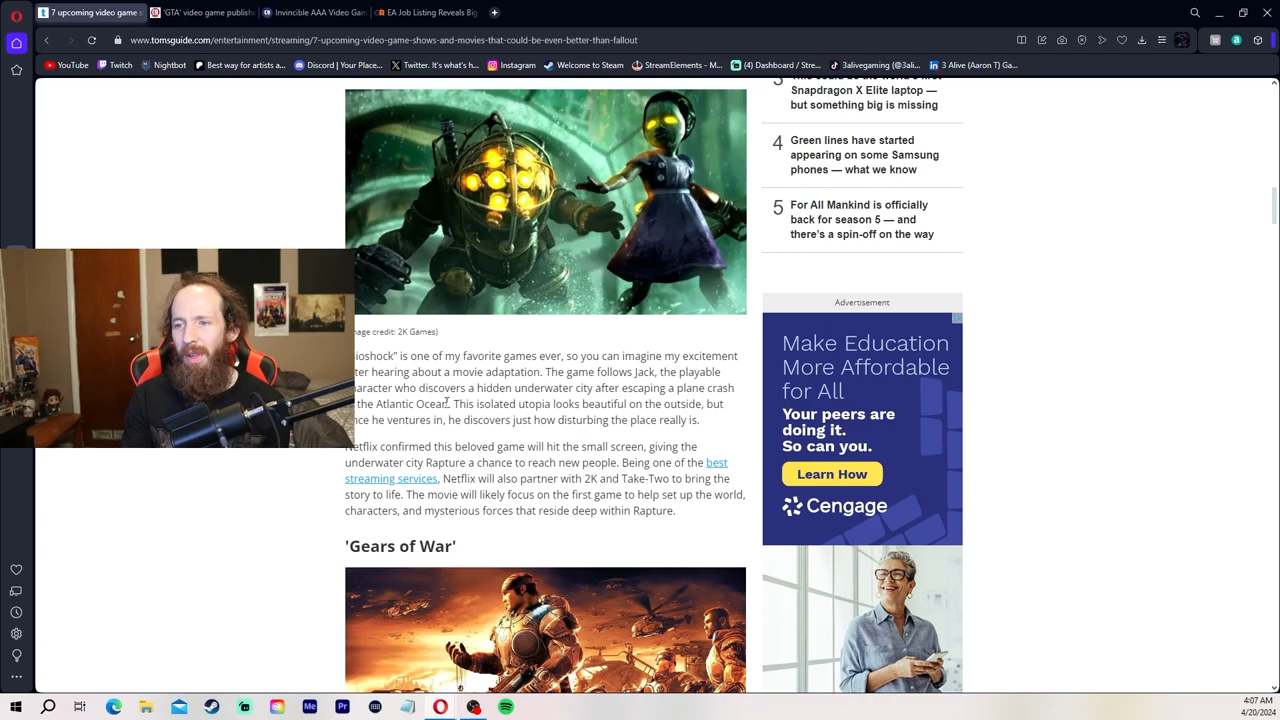 7 upcoming video game s
'GTA' video game publish
Invincible AAA Video Gam
EA Job Listing Reveals Big
www.tomsguide.com/entertainment/streaming/7-upcoming-video-game-shows-and-movies-that-could-be-even-better-than-fallout
YouTube
Twitch
Nightbot
Best way for artists a...
Discord | Your Place...
Twitter. It's what's h...
Instagram
Welcome to Steam
StreamElements - M...
(4) Dashboard / Stre...
3alivegaming (@3ali...
3 Alive (Aaron T) Ga...
Snapdragon X Elite laptop —
but something big is missing
4
Green lines have started
appearing on some Samsung
phones — what we know
5
For All Mankind is officially
back for season 5 — and
there's a spin-off on the way
Advertisement
Make Education
More Affordable
for All
Your peers are
doing it.
So can you.
Learn How
Cengage
mage credit: 2K Games)
ioshock" is one of my favorite games ever, so you can imagine my excitement
ter hearing about a movie adaptation. The game follows Jack, the playable
haracter who discovers a hidden underwater city after escaping a plane crash
the Atlantic Ocean. This isolated utopia looks beautiful on the outside, but
nce he ventures in, he discovers just how disturbing the place really is.
Netflix confirmed this beloved game will hit the small screen, giving the
underwater city Rapture a chance to reach new people. Being one of the best
streaming services, Netflix will also partner with 2K and Take-Two to bring the
story to life. The movie will likely focus on the first game to help set up the world,
characters, and mysterious forces that reside deep within Rapture.
'Gears of War'
4:07 AM
4/20/2024